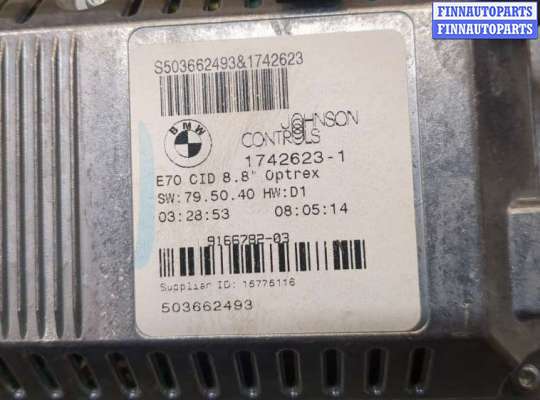 FINNAUTOPARTS
FINNAUTOPARTS
S503662493&1742623
BMW
JOHNSON
CONTROLS
1742623-1
E70 CID 8.8" Optrex
SW:79.50.40 HW:D1
03:28:53 08:05:14
9166782-03
Supplier ID: 15775116
503662493